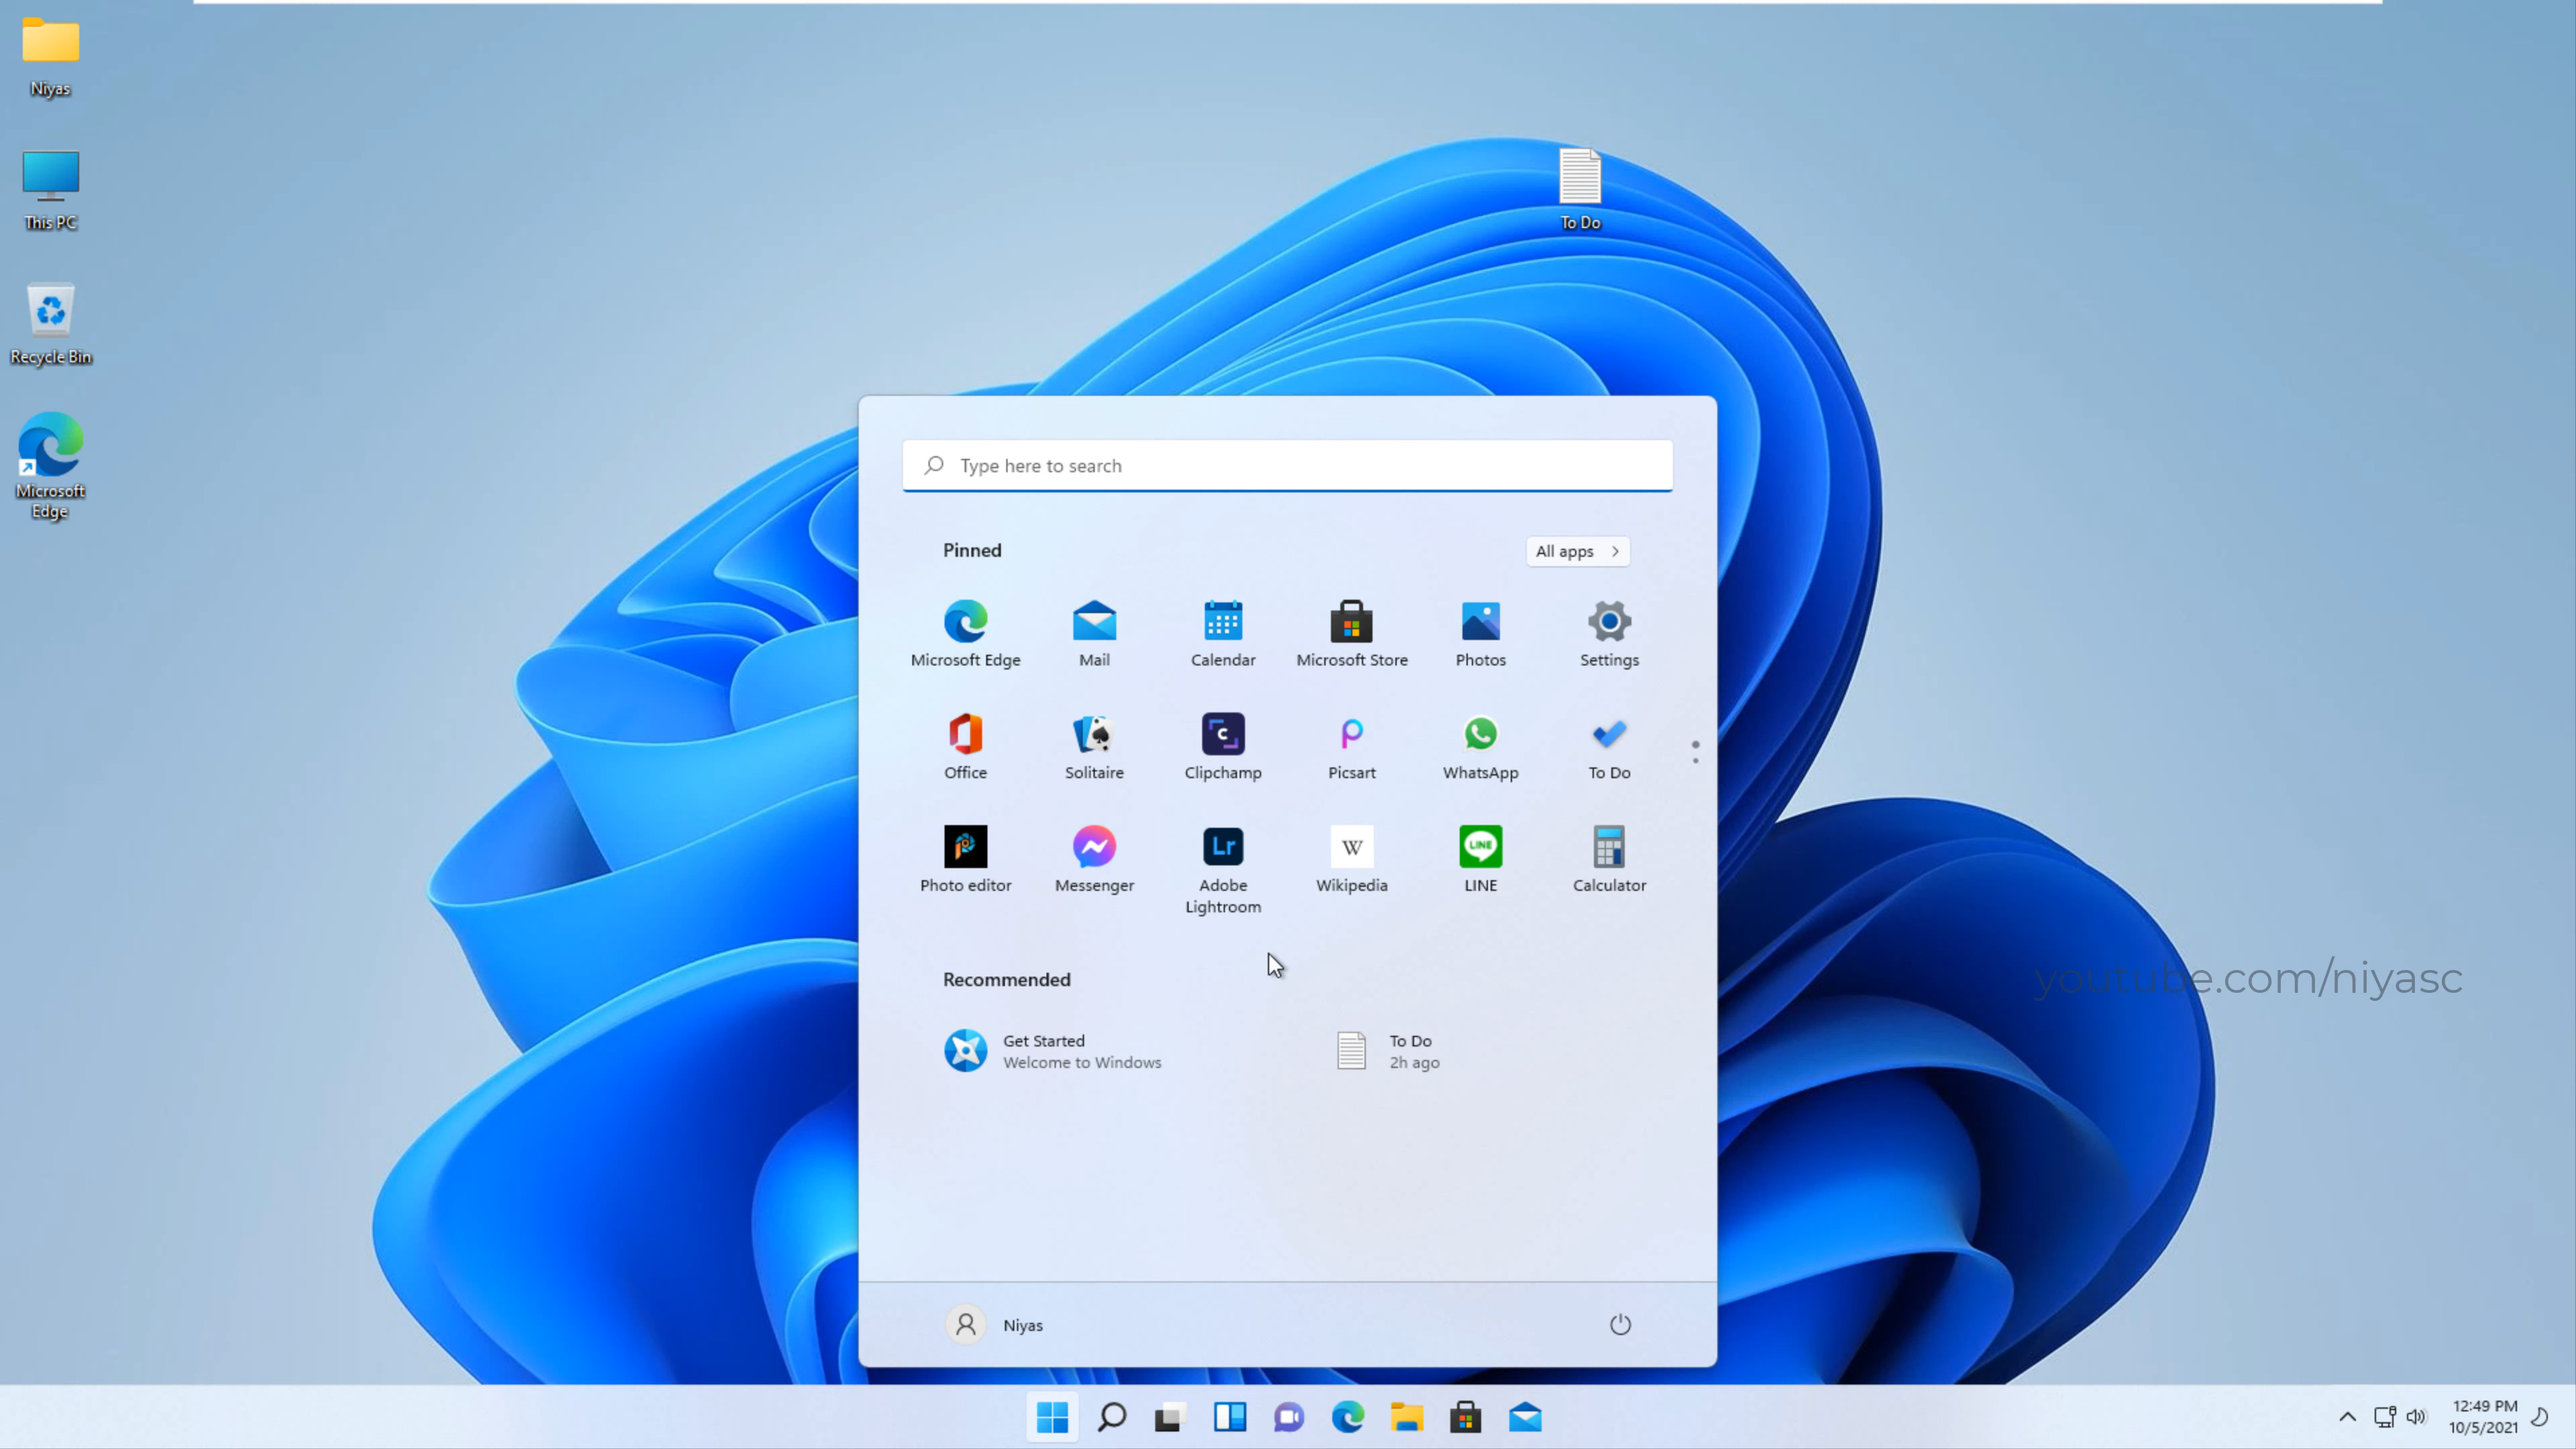 Niyas
This PC
Recycle Bin
Microsoft
Edge
To Do
Type here to search
Pinned
All apps
Microsoft Edge
Mail
Calendar
Microsoft Store
Photos
Settings
Office
Solitaire
Clipchamp
Picsart
WhatsApp
To Do
Photo editor
Messenger
Lr
Adobe
Lightroom
W
Wikipedia
LINE
LINE
Calculator
Recommended
Get Started
Welcome to Windows
To Do
2h ago
youtube.com/niyasc
Niyas
12:49 PM
10/5/2021